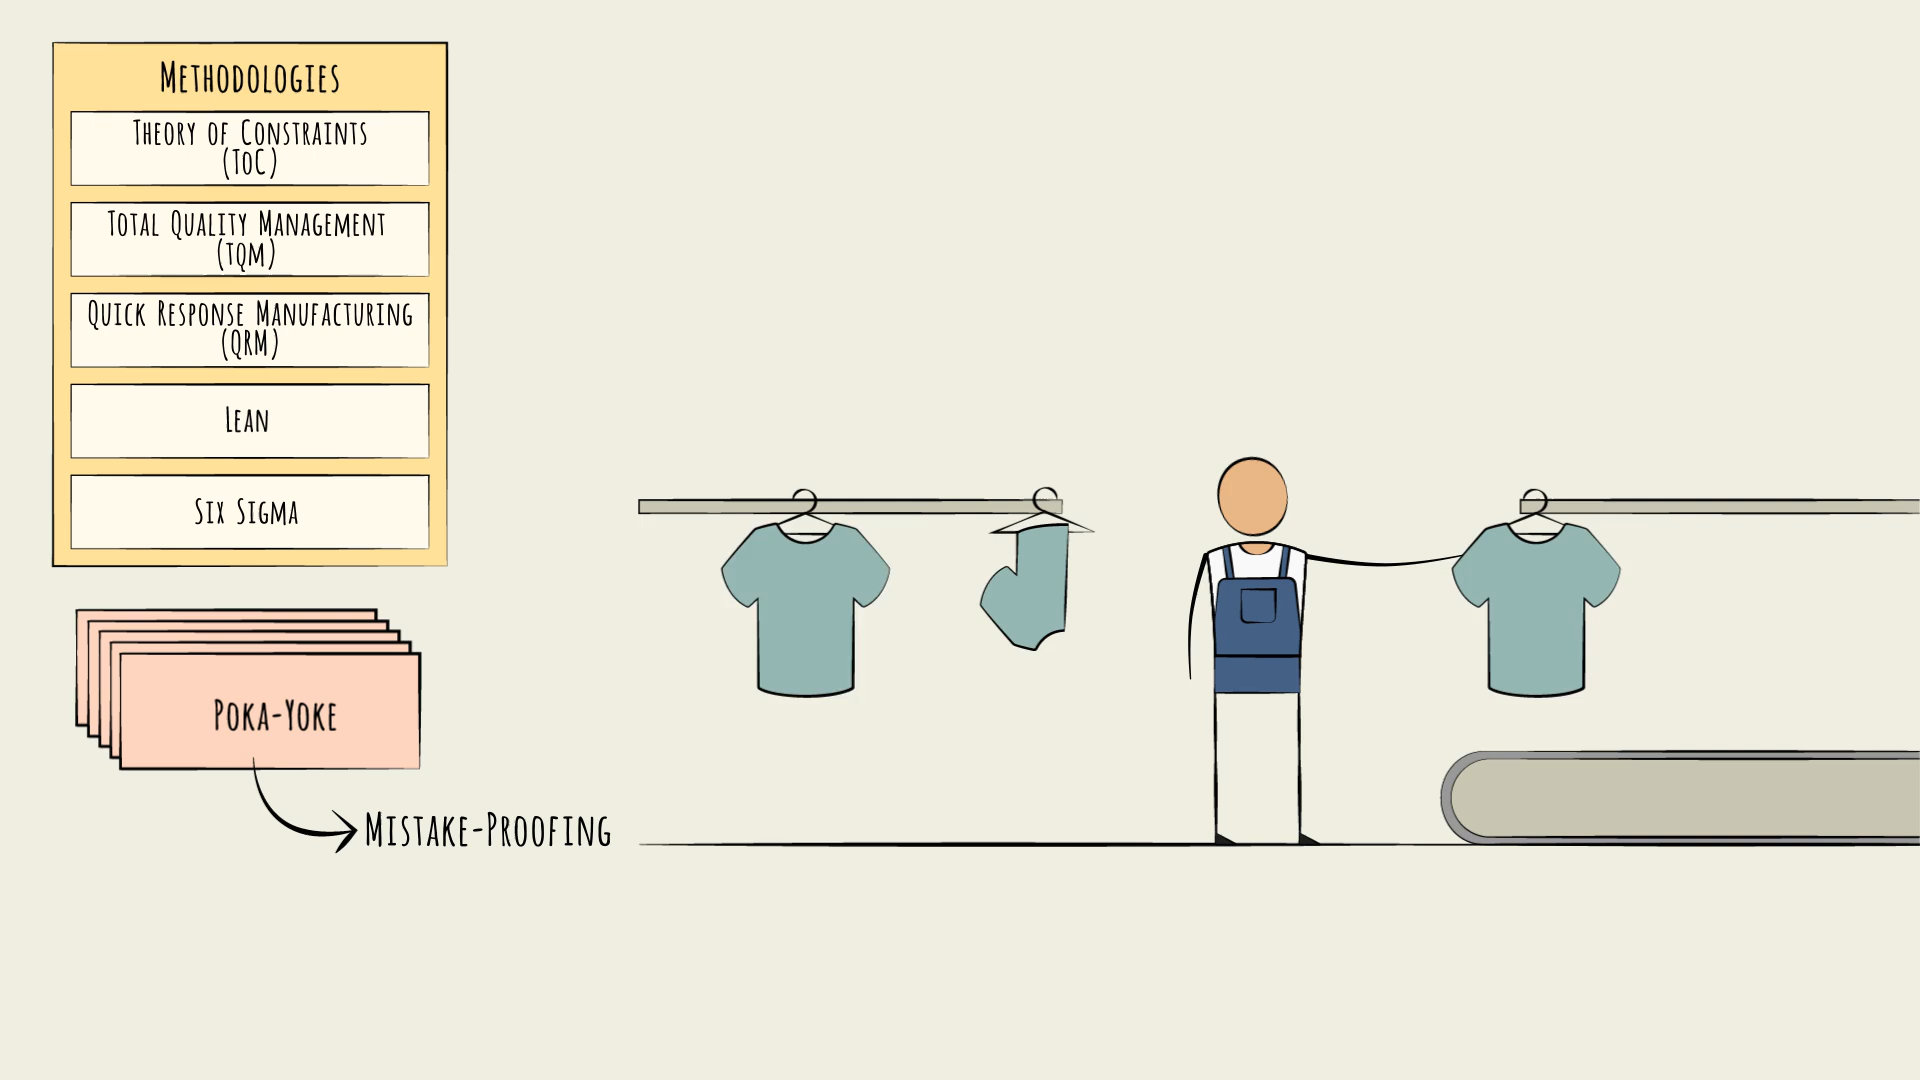 Methodologies
Theory of Constraints
(ToC)
Total Quality Management
(TQM)
Quick Response Manufacturing
(QRM)
Lean
Six Sigma
Poka-Yoke
Mistake-Proofing